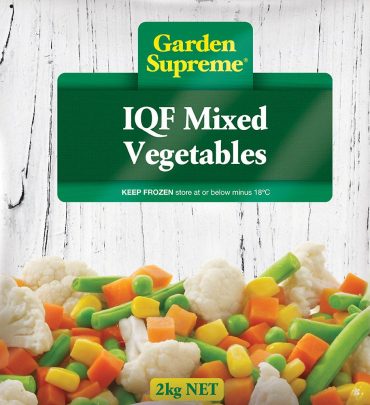 Garden
Supreme®
IQF Mixed
Vegetables
KEEP FROZEN store at or below minus 18°C
2kg NET